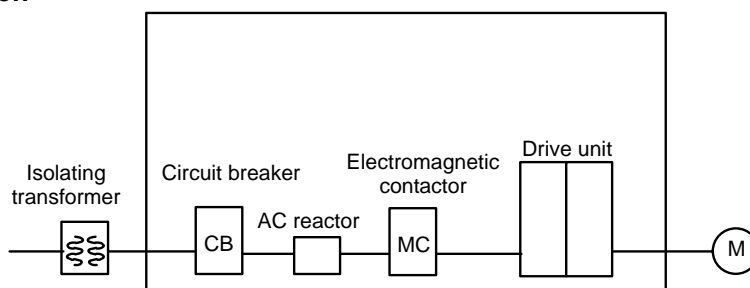 Isolating
transformer
Circuit breaker
CB
AC reactor
Electromagnetic
contactor
MC
Drive unit
M